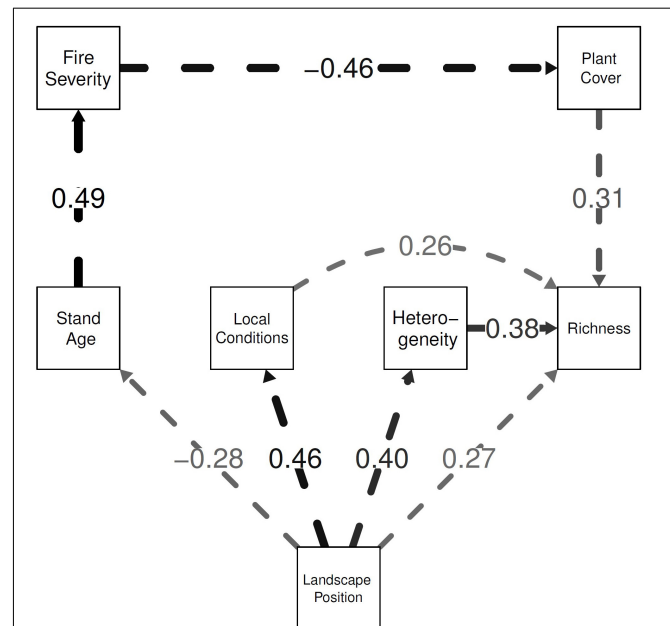 Fire
Severity
−0.46
Plant
Cover
0.49
0.31
0.26
Stand
Age
Local
Conditions
Hetero−
geneity
0.38
Richness
−0.28
0.46
0.40
0.27
Landscape
Position